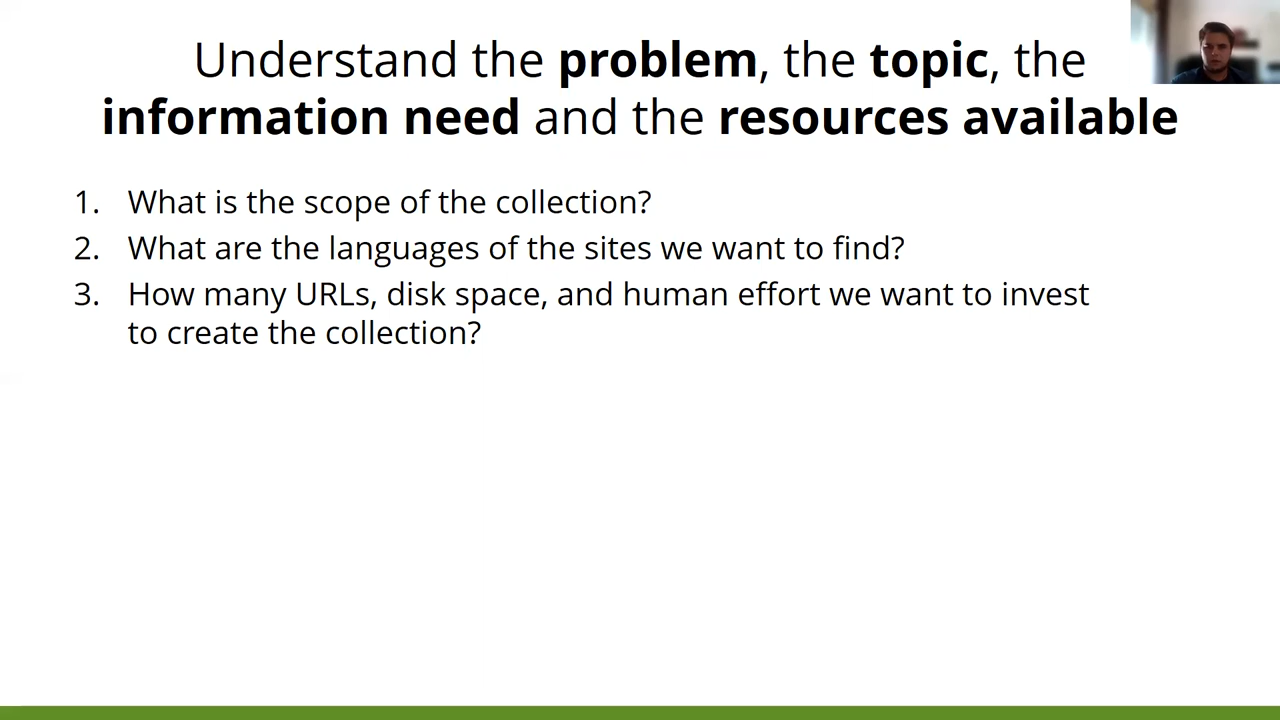 Understand the problem, the topic, the
information need and the resources available
1. What is the scope of the collection?
2. What are the languages of the sites we want to find?
3. How many URLs, disk space, and human effort we want to invest
to create the collection?